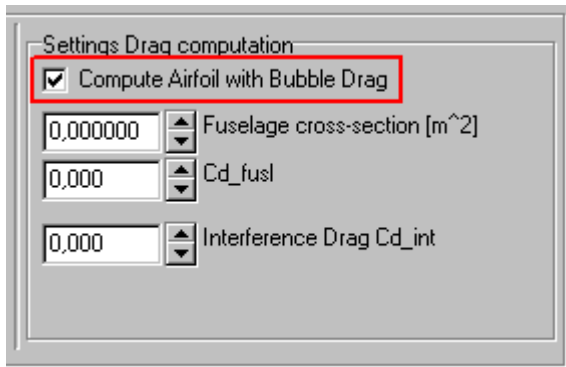 Settings Drag computation
Compute Airfoil with Bubble Drag
0,000000 Fuselage cross-section [m^2]
0,000 Cd_fusl
0,000 Interference Drag Cd_int